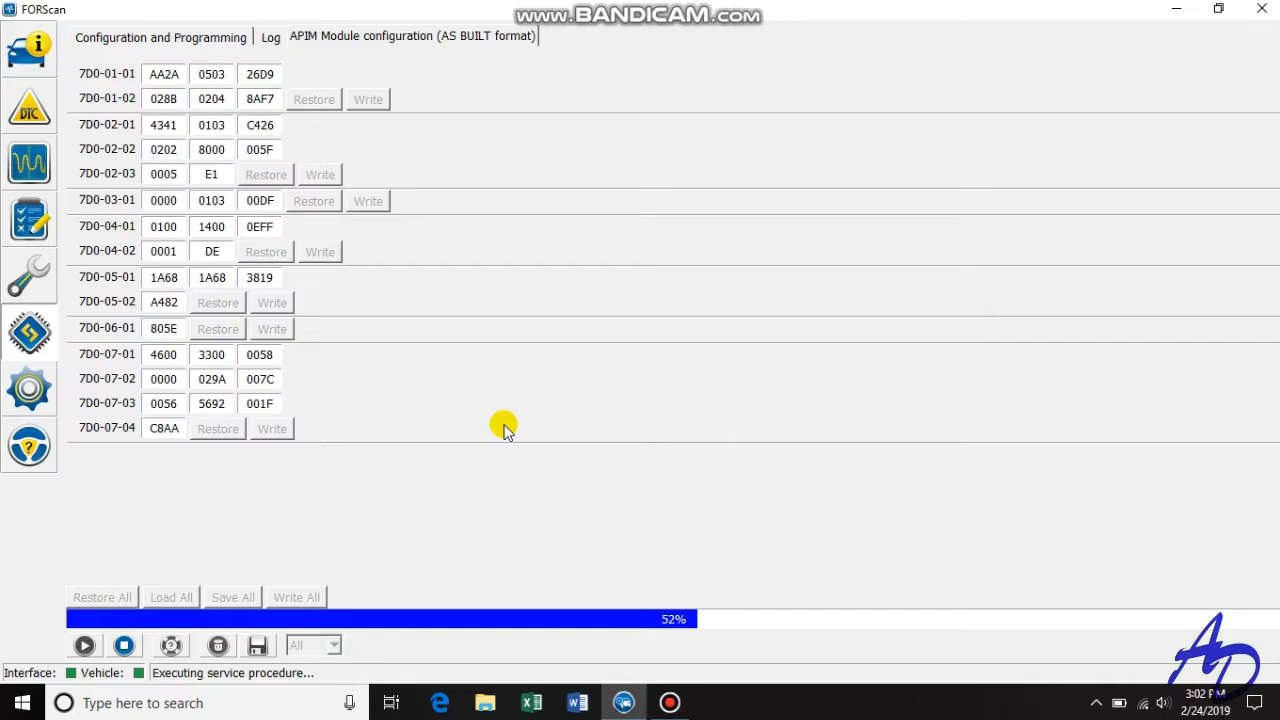 FORScan
www.BANDICAM.com
Configuration and Programming Log APIM Module configuration (AS BUILT format)
7D0-01-01 AA2A 0503 26D9
7D0-01-02 028B 0204 8AF7 Restore Write
7D0-02-01 4341 0103 C426
7D0-02-02 0202 8000 005F
7D0-02-03 0005 E1 Restore Write
7D0-03-01 0000 0103 00DF Restore Write
7D0-04-01 0100 1400 0EFF
7D0-04-02 0001 DE Restore Write
7D0-05-01 1A68 1A68 3819
7D0-05-02 A482 Restore Write
7D0-06-01 805E Restore Write
7D0-07-01 4600 3300 0058
7D0-07-02 0000 029A 007C
7D0-07-03 0056 5692 001F
7D0-07-04 C8AA Restore Write
DTC
Restore All Load All Save All Write All
52%
All
Interface: Vehicle: Executing service procedure...
AD
Type here to search
3:02 PM
2/24/2019